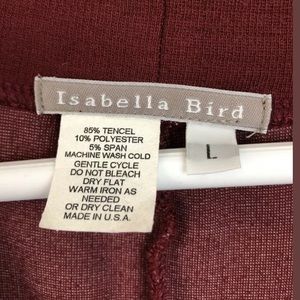 Isabella Bird
85% TENCEL
10% POLYESTER
5% SPAN
MACHINE WASH COLD
GENTLE CYCLE
DO NOT BLEACH
DRY FLAT
WARM IRON AS
NEEDED
OR DRY CLEAN
MADE IN U.S.A.
L